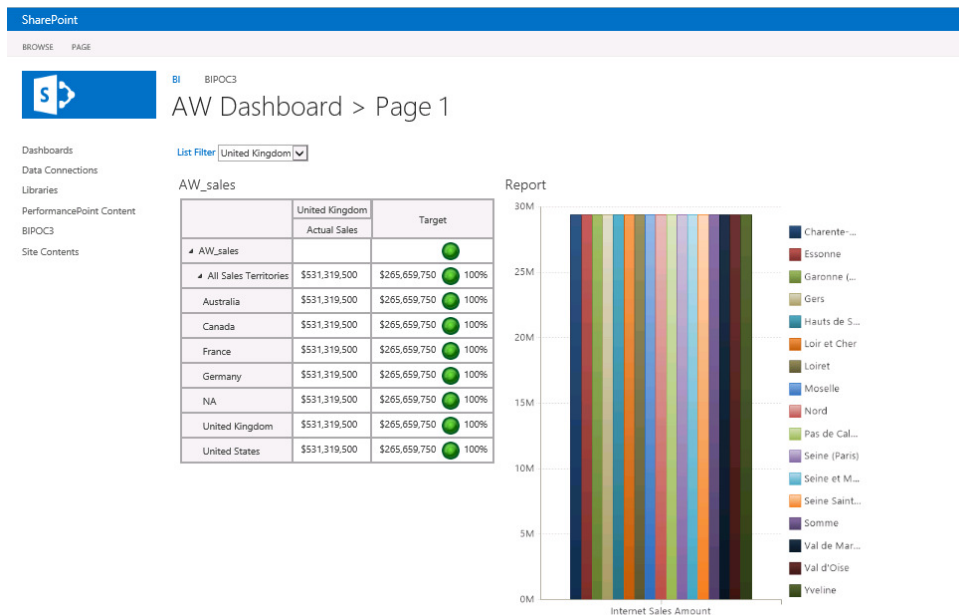 SharePoint
BROWSE PAGE
S
BI BIPOC3
AW Dashboard > Page 1
Dashboards
Data Connections
Libraries
PerformancePoint Content
BIPOC3
Site Contents
List Filter United Kingdom
AW_sales
United Kingdom Target
Actual Sales
AW_sales
All Sales Territories $531,319,500 $265,659,750 100%
Australia $531,319,500 $265,659,750 100%
Canada $531,319,500 $265,659,750 100%
France $531,319,500 $265,659,750 100%
Germany $531,319,500 $265,659,750 100%
NA $531,319,500 $265,659,750 100%
United Kingdom $531,319,500 $265,659,750 100%
United States $531,319,500 $265,659,750 100%
Report
30M
25M
20M
15M
10M
5M
0M
Internet Sales Amount
Charente-...
Essonne
Garonne (...
Gers
Hauts de S...
Loir et Cher
Loiret
Moselle
Nord
Pas de Cal...
Seine (Paris)
Seine et M...
Seine Saint...
Somme
Val de Mar...
Val d'Oise
Yveline